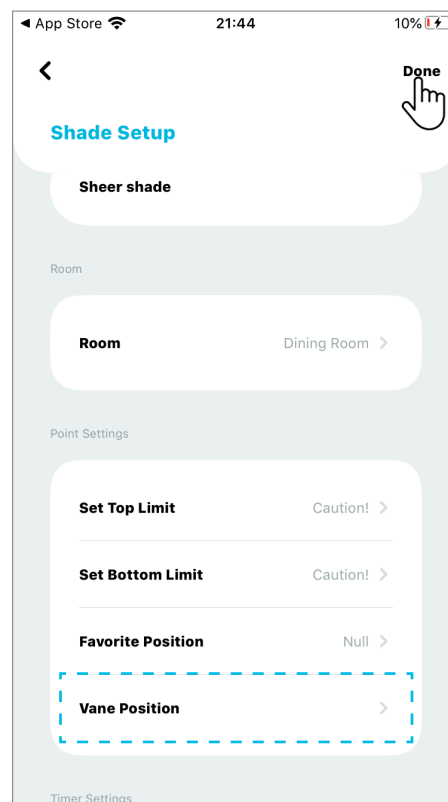 ◀ App Store 21:44 10%
Done
Shade Setup
Sheer shade
Room
Room Dining Room
Point Settings
Set Top Limit Caution!
Set Bottom Limit Caution!
Favorite Position Null
Vane Position
Timer Settings